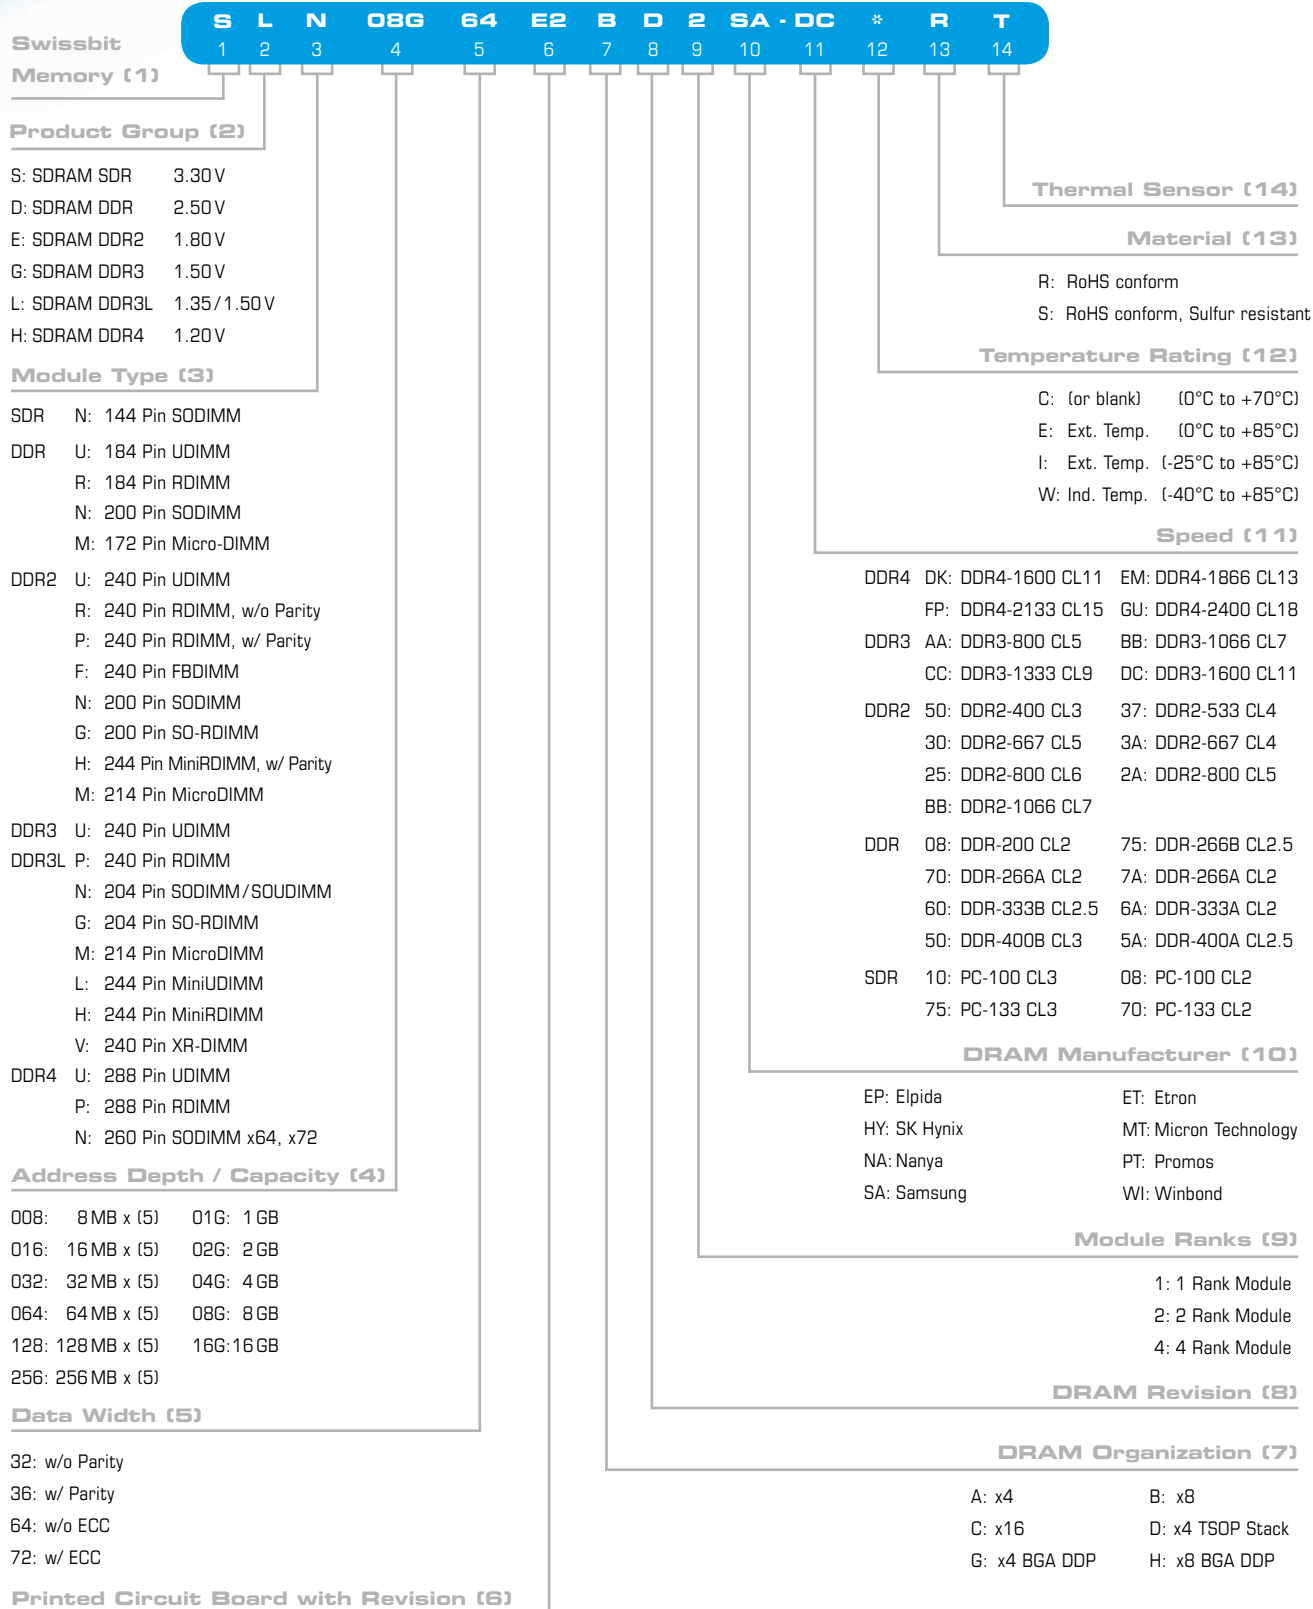 S L N 08G 64 E2 B D 2 SA - DC * R T
1 2 3 4 5 6 7 8 9 10 11 12 13 14
Swissbit
Memory (1)
Product Group (2)
S: SDRAM SDR 3.30 V
D: SDRAM DDR 2.50 V
E: SDRAM DDR2 1.80 V
G: SDRAM DDR3 1.50 V
L: SDRAM DDR3L 1.35/1.50 V
H: SDRAM DDR4 1.20 V
Module Type (3)
SDR N: 144 Pin SODIMM
DDR U: 184 Pin UDIMM
R: 184 Pin RDIMM
N: 200 Pin SODIMM
M: 172 Pin Micro-DIMM
DDR2 U: 240 Pin UDIMM
R: 240 Pin RDIMM, w/o Parity
P: 240 Pin RDIMM, w/ Parity
F: 240 Pin FBDIMM
N: 200 Pin SODIMM
G: 200 Pin SO-RDIMM
H: 244 Pin MiniRDIMM, w/ Parity
M: 214 Pin MicroDIMM
DDR3 U: 240 Pin UDIMM
DDR3L P: 240 Pin RDIMM
N: 204 Pin SODIMM/SOUDIMM
G: 204 Pin SO-RDIMM
M: 214 Pin MicroDIMM
L: 244 Pin MiniUDIMM
H: 244 Pin MiniRDIMM
V: 240 Pin XR-DIMM
DDR4 U: 288 Pin UDIMM
P: 288 Pin RDIMM
N: 260 Pin SODIMM x64, x72
Address Depth / Capacity (4)
008: 8 MB x (5) 01G: 1 GB
016: 16 MB x (5) 02G: 2 GB
032: 32 MB x (5) 04G: 4 GB
064: 64 MB x (5) 08G: 8 GB
128: 128 MB x (5) 16G: 16 GB
256: 256 MB x (5)
Data Width (5)
32: w/o Parity
36: w/ Parity
64: w/o ECC
72: w/ ECC
Printed Circuit Board with Revision (6)
Thermal Sensor (14)
Material (13)
R: RoHS conform
S: RoHS conform, Sulfur resistant
Temperature Rating (12)
C: (or blank) (0°C to +70°C)
E: Ext. Temp. (0°C to +85°C)
I: Ext. Temp. (-25°C to +85°C)
W: Ind. Temp. (-40°C to +85°C)
Speed (11)
DDR4 DK: DDR4-1600 CL11 EM: DDR4-1866 CL13
FP: DDR4-2133 CL15 GU: DDR4-2400 CL18
DDR3 AA: DDR3-800 CL5 BB: DDR3-1066 CL7
CC: DDR3-1333 CL9 DC: DDR3-1600 CL11
DDR2 50: DDR2-400 CL3 37: DDR2-533 CL4
30: DDR2-667 CL5 3A: DDR2-667 CL4
25: DDR2-800 CL6 2A: DDR2-800 CL5
BB: DDR2-1066 CL7
DDR 08: DDR-200 CL2 75: DDR-266B CL2.5
70: DDR-266A CL2 7A: DDR-266A CL2
60: DDR-333B CL2.5 6A: DDR-333A CL2
50: DDR-400B CL3 5A: DDR-400A CL2.5
SDR 10: PC-100 CL3 08: PC-100 CL2
75: PC-133 CL3 70: PC-133 CL2
DRAM Manufacturer (10)
EP: Elpida ET: Etron
HY: SK Hynix MT: Micron Technology
NA: Nanya PT: Promos
SA: Samsung WI: Winbond
Module Ranks (9)
1: 1 Rank Module
2: 2 Rank Module
4: 4 Rank Module
DRAM Revision (8)
DRAM Organization (7)
A: x4 B: x8
C: x16 D: x4 TSOP Stack
G: x4 BGA DDP H: x8 BGA DDP